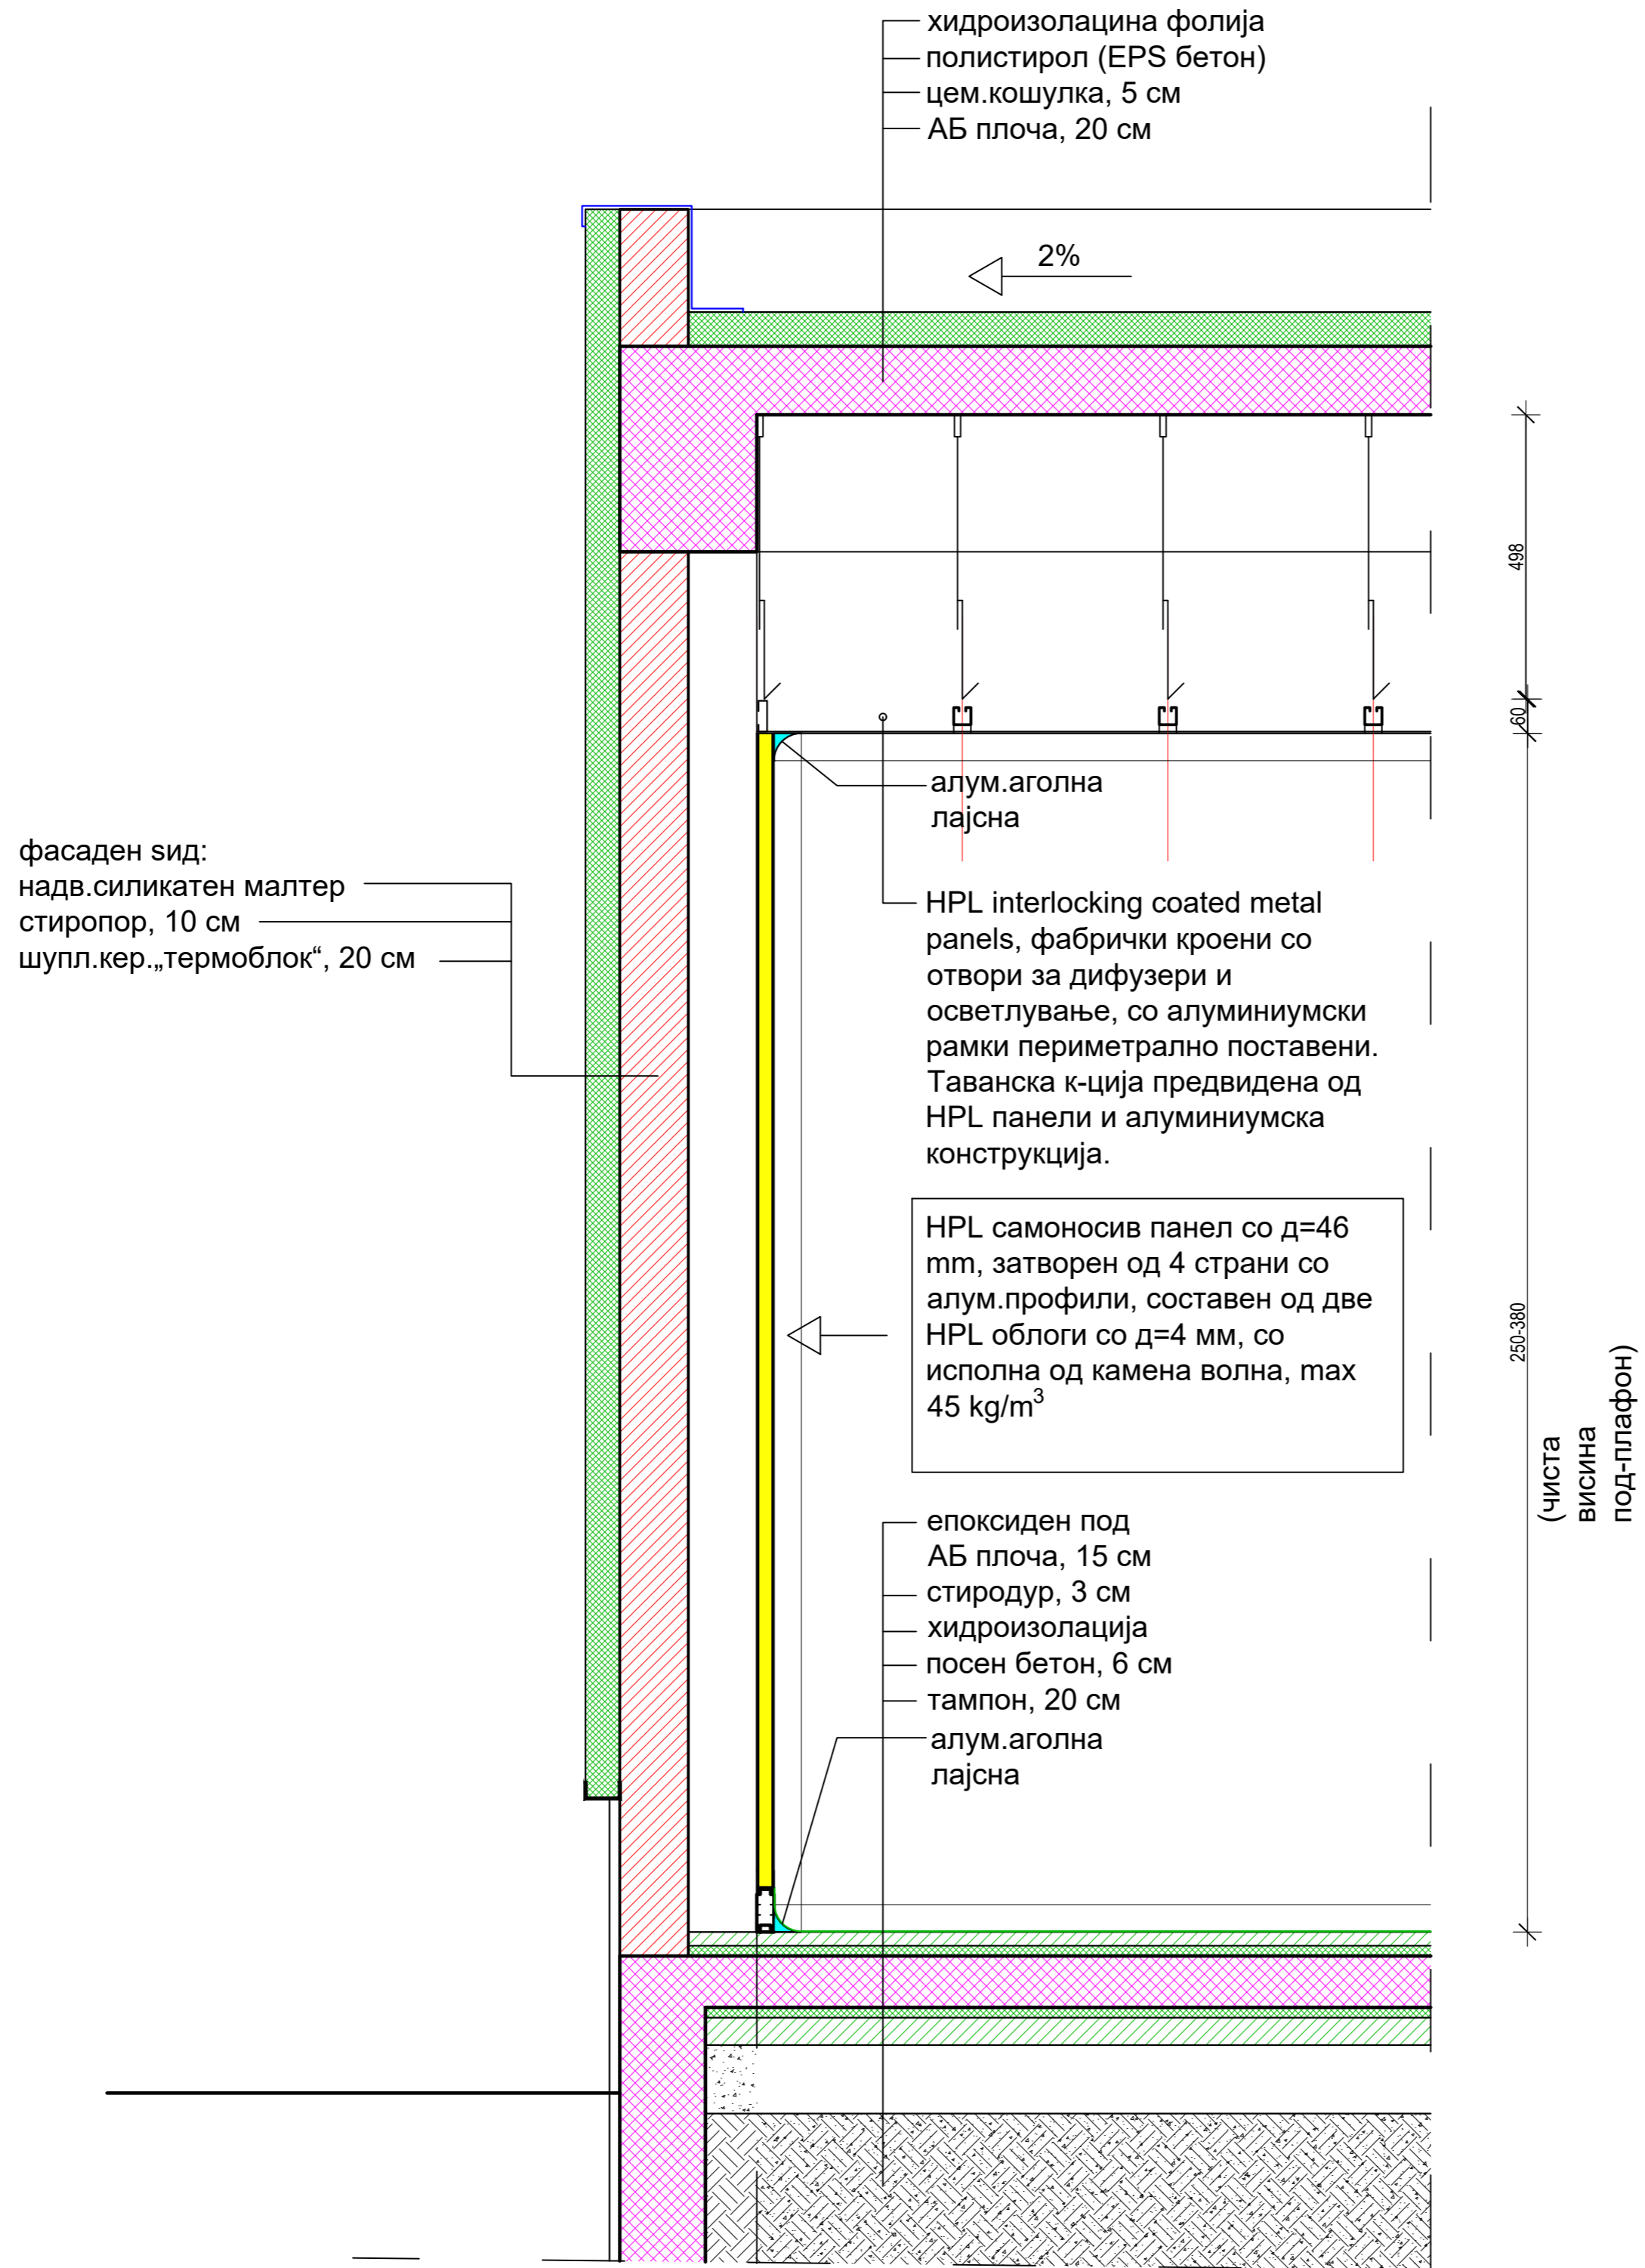 хидроизолацина фолија
полистирол (EPS бетон)
цем.кошулка, 5 см
АБ плоча, 20 см
2%
498
60
алум.аголна
лајсна
фасаден ѕид:
надв.силикатен малтер
стиропор, 10 см
шупл.кер.„термоблок“, 20 см
HPL interlocking coated metal
panels, фабрички кроени со
отвори за дифузери и
осветлување, со алуминиумски
рамки периметрално поставени.
Таванска к-ција предвидена од
HPL панели и алуминиумска
конструкција.
HPL самоносив панел со д=46
mm, затворен од 4 страни со
алум.профили, составен од две
HPL облоги со д=4 мм, со
исполна од камена волна, max
45 kg/m³
250-380
(чиста
висина
под-плафон)
епоксиден под
АБ плоча, 15 см
стиродур, 3 см
хидроизолација
посен бетон, 6 см
тампон, 20 см
алум.аголна
лајсна